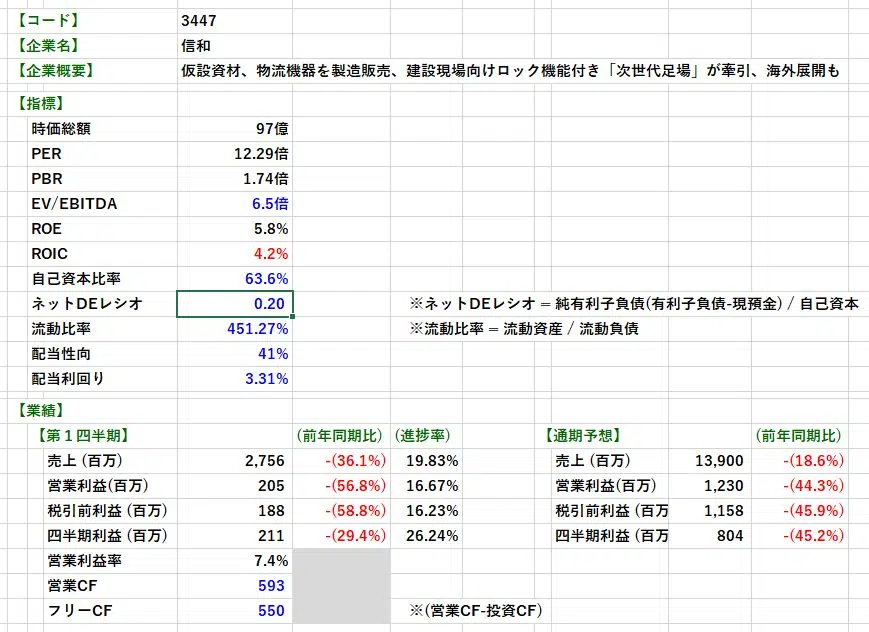 【コード】 3447
【企業名】 信和
【企業概要】 仮設資材、物流機器を製造販売、建設現場向けロック機能付き「次世代足場」が牽引、海外展開も
【指標】
時価総額 97億
PER 12.29倍
PBR 1.74倍
EV/EBITDA 6.5倍
ROE 5.8%
ROIC 4.2%
自己資本比率 63.6%
ネットDEレシオ 0.20 ※ネットDEレシオ = 純有利子負債(有利子負債-現預金) / 自己資本
流動比率 451.27% ※流動比率 = 流動資産 / 流動負債
配当性向 41%
配当利回り 3.31%
【業績】
【第１四半期】 (前年同期比) (進捗率) 【通期予想】 (前年同期比)
売上 (百万) 2,756 -(36.1%) 19.83% 売上 (百万) 13,900 -(18.6%)
営業利益(百万) 205 -(56.8%) 16.67% 営業利益(百万) 1,230 -(44.3%)
税引前利益 (百万) 188 -(58.8%) 16.23% 税引前利益 (百万 1,158 -(45.9%)
四半期利益 (百万) 211 -(29.4%) 26.24% 四半期利益 (百万 804 -(45.2%)
営業利益率 7.4%
営業CF 593
フリーCF 550 ※(営業CF-投資CF)